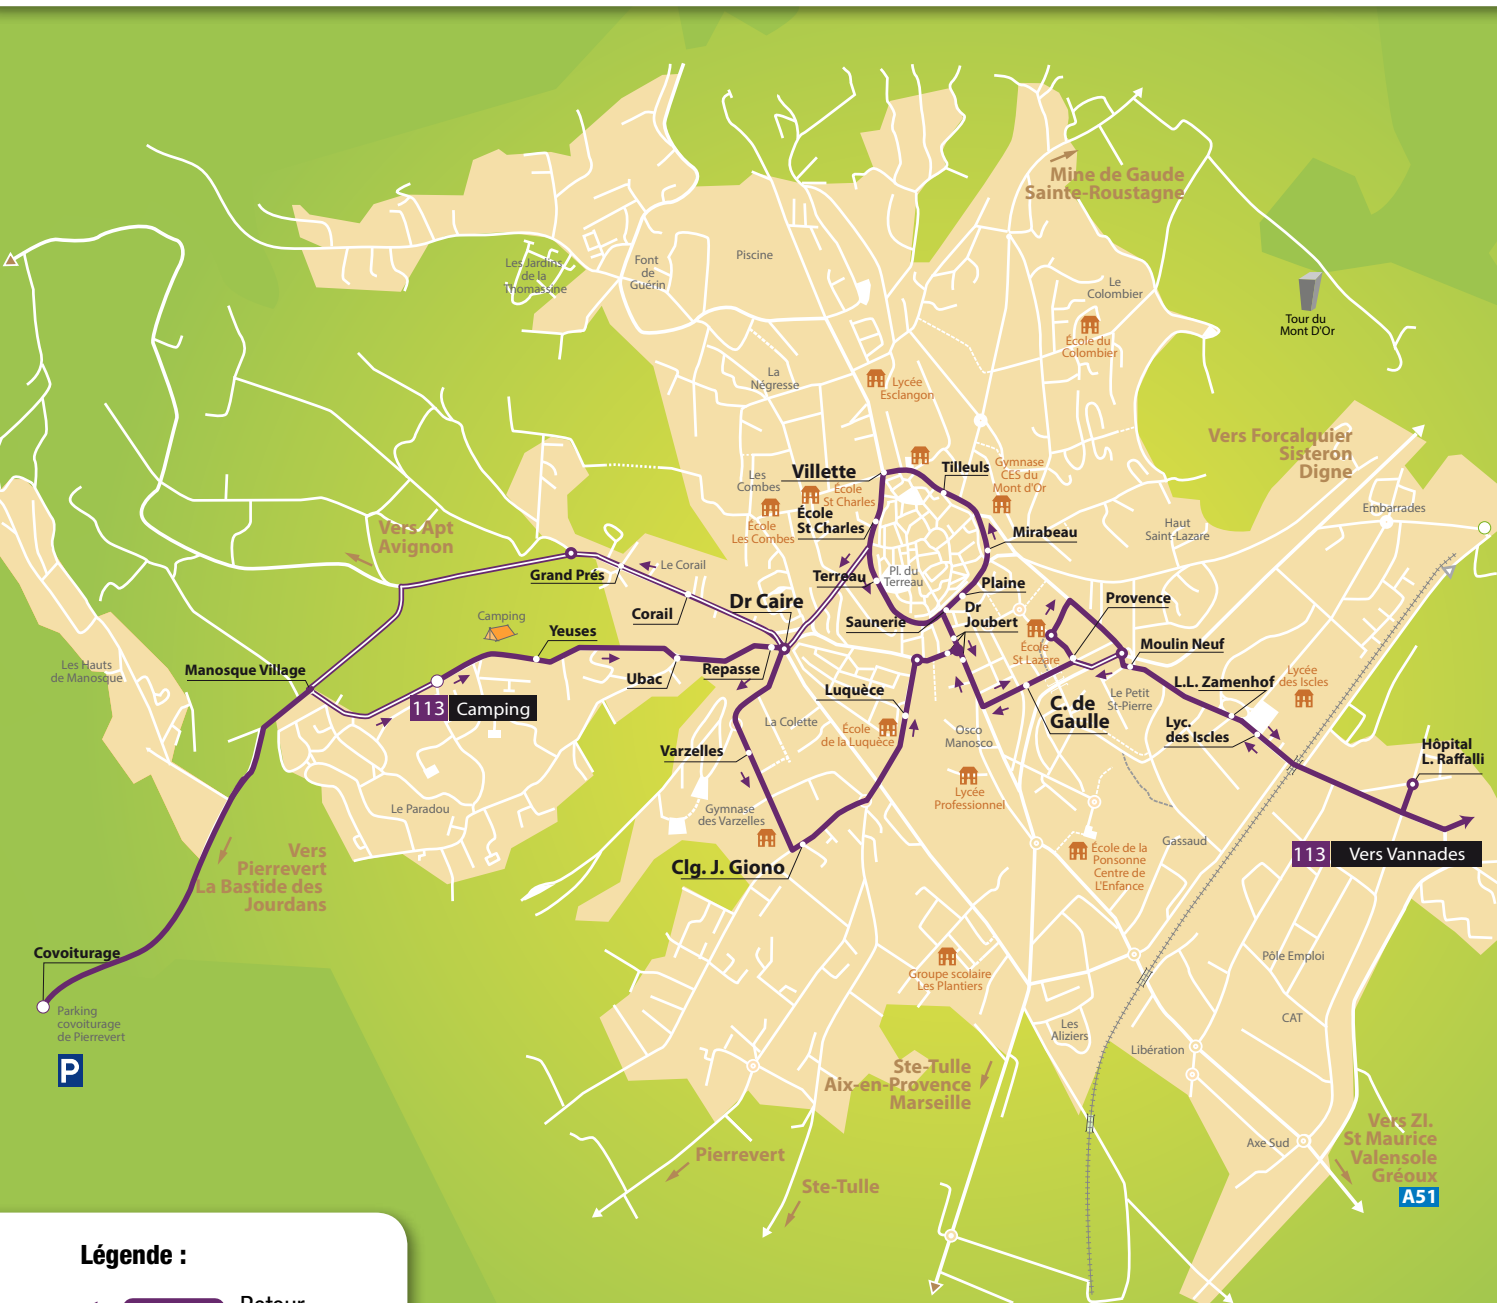 Mine de Gaude
Sainte-Roustagne
Les Jardins
de la
Thomassine
Font
de
Guérin
Piscine
Le
Colombier
Tour du
Mont D'Or
École du
Colombier
La
Négresse
Lycée
Esclangon
Vers Forcalquier
Sisteron
Digne
Villette
Tilleuls
Gymnase
CES du
Mont d'Or
Les
Combes
École
St Charles
École
St Charles
École
Les Combes
Embarrades
Haut
Saint-Lazare
Vers Apt
Avignon
Mirabeau
Le Corail
Grand Prés
Terreau
Pl. du
Terreau
Plaine
Corail
Dr Caire
Dr
Joubert
Provence
Saunerie
Camping
Yeuses
École
St Lazare
Moulin Neuf
Les Hauts
de Manosque
Manosque Village
Ubac
Repasse
Lycée
des Iscles
L.L. Zamenhof
Luquèce
Le Petit
St-Pierre
113 Camping
C. de
Gaulle
La Colette
École
de la Luquèce
Osco
Manosco
Lyc.
des Iscles
Varzelles
Hôpital
L. Raffalli
Lycée
Professionnel
Le Paradou
Gymnase
des Varzelles
Gassaud
113 Vers Vannades
Vers
Pierrevert
La Bastide des
Jourdans
École de la
Ponsonne
Centre de
L'Enfance
Clg. J. Giono
Covoiturage
Pôle Emploi
Groupe scolaire
Les Plantiers
Parking
covoiturage
de Pierrevert
P
CAT
Les
Aliziers
Libération
Ste-Tulle
Aix-en-Provence
Marseille
Vers ZI.
St Maurice
Valensole
Gréoux
A51
Axe Sud
Pierrevert
Ste-Tulle
Légende :
Retour